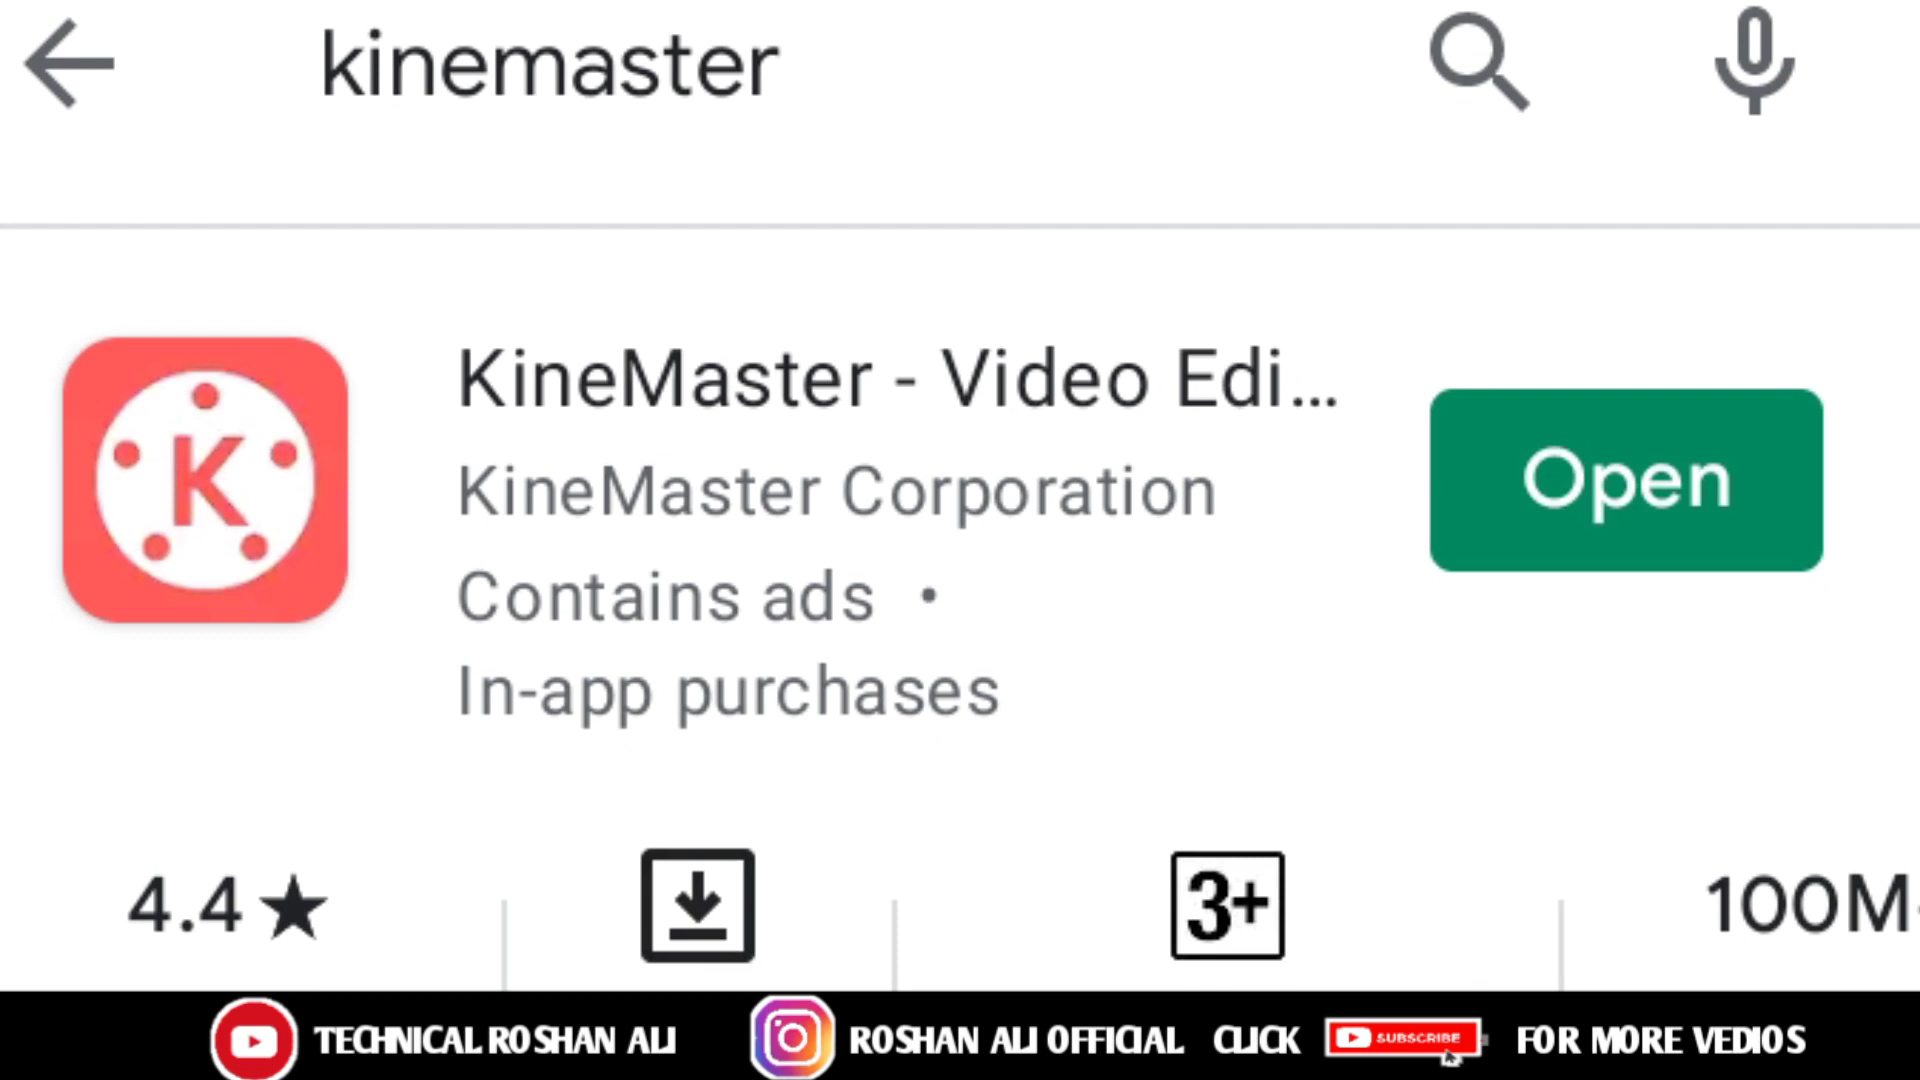 kinemaster
KineMaster - Video Edi...
K
KineMaster Corporation
Open
Contains ads •
In-app purchases
4.4★
3+
100M
TECHNICAL ROSHAN ALI
ROSHAN ALI OFFICIAL
CLICK
SUBSCRIBE
FOR MORE VEDIOS